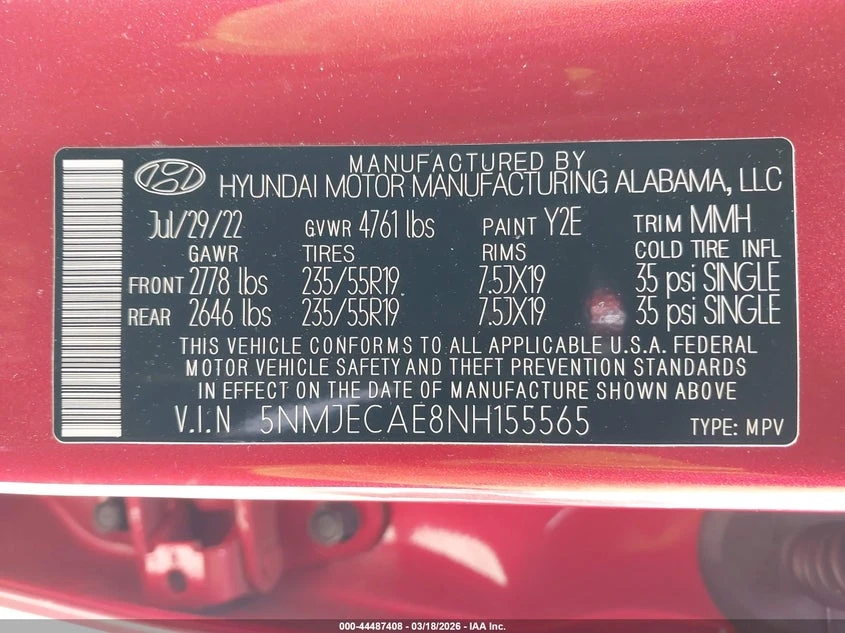 MANUFACTURED BY
HYUNDAI MOTOR MANUFACTURING ALABAMA, LLC
Jul/29/22 GVWR 4761 lbs PAINT Y2E TRIM MMH
GAWR TIRES RIMS COLD TIRE INFL
FRONT 2778 lbs 235/55R19 7.5JX19 35 psi SINGLE
REAR 2646 lbs 235/55R19 7.5JX19 35 psi SINGLE
THIS VEHICLE CONFORMS TO ALL APPLICABLE U.S.A. FEDERAL
MOTOR VEHICLE SAFETY AND THEFT PREVENTION STANDARDS
IN EFFECT ON THE DATE OF MANUFACTURE SHOWN ABOVE
V.I.N 5NMJECAE8NH155565 TYPE: MPV
000-44487408 - 03/18/2026 - IAA Inc.